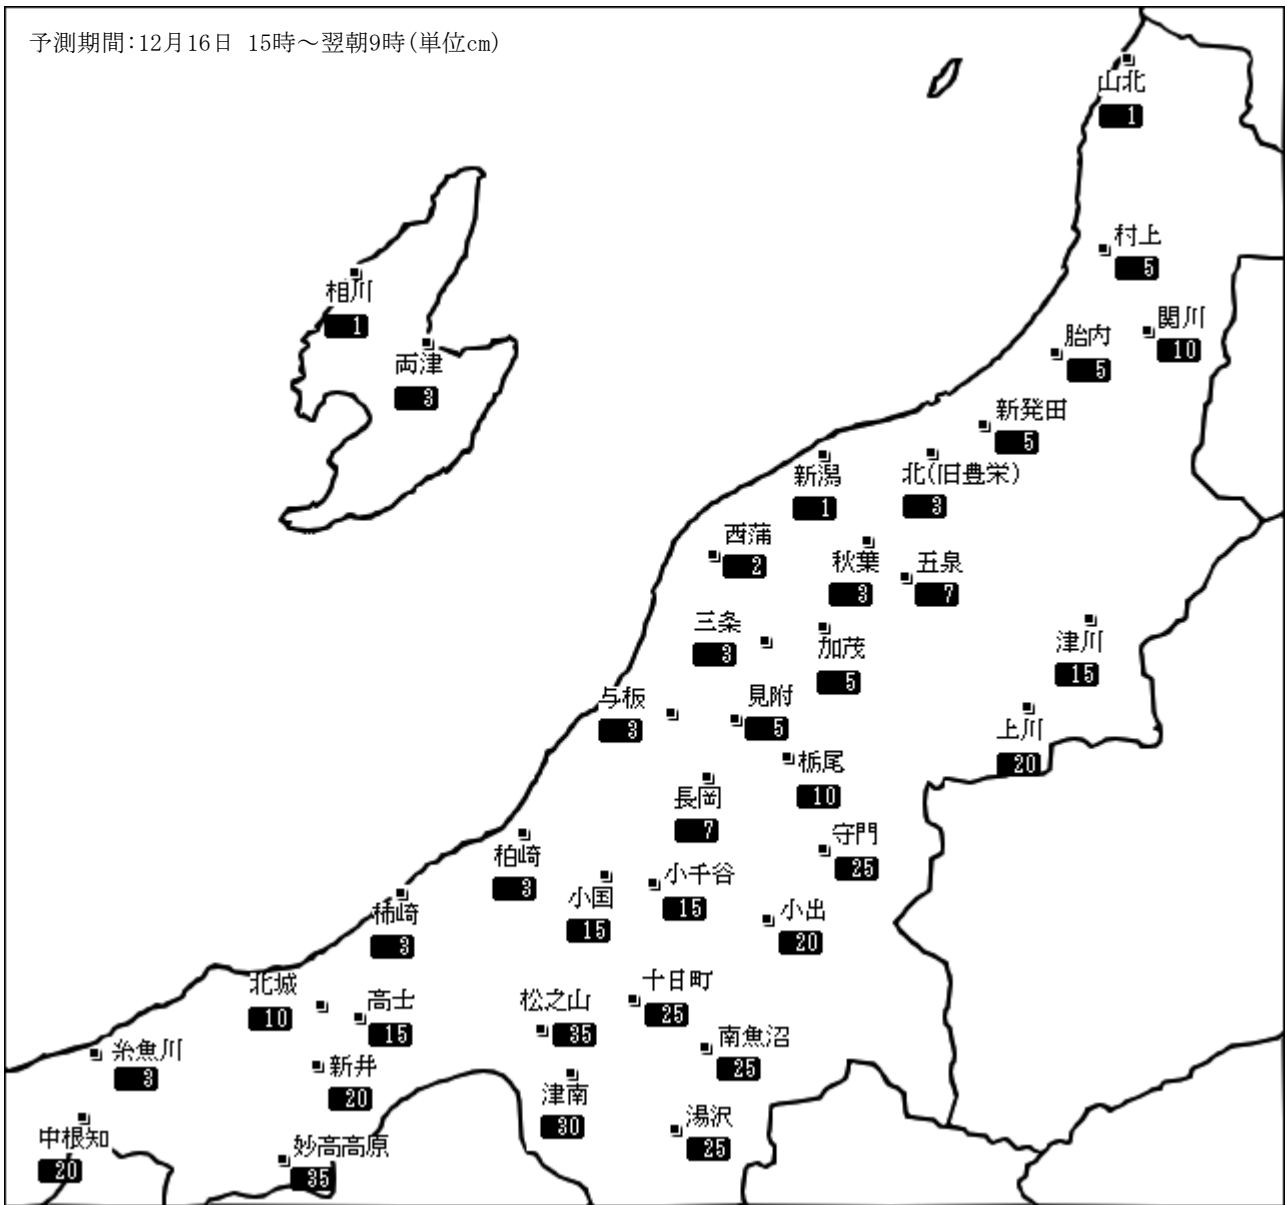 予測期間:12月16日 15時～翌朝9時(単位cm)
山北
1
村上
5
相川
1
関川
10
胎内
5
両津
3
新発田
5
新潟
1
北(旧豊栄)
3
西蒲
2
秋葉
3
五泉
7
三条
3
加茂
5
津川
15
与板
3
見附
5
上川
20
栃尾
10
長岡
7
守門
25
柏崎
3
小国
15
小千谷
15
小出
20
柿崎
3
北城
10
高士
15
松之山
35
十日町
25
南魚沼
25
糸魚川
3
新井
20
津南
30
湯沢
25
中根知
20
妙高高原
35